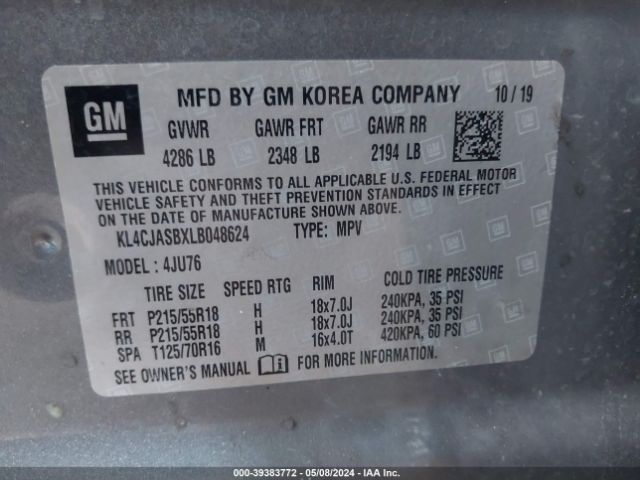 GM
MFD BY GM KOREA COMPANY 10 / 19
GVWR GAWR FRT GAWR RR
4286 LB 2348 LB 2194 LB
THIS VEHICLE CONFORMS TO ALL APPLICABLE U.S. FEDERAL MOTOR
VEHICLE SAFETY AND THEFT PREVENTION STANDARDS IN EFFECT
ON THE DATE OF MANUFACTURE SHOWN ABOVE.
KL4CJASBXLB048624 TYPE: MPV
MODEL : 4JU76
TIRE SIZE SPEED RTG RIM COLD TIRE PRESSURE
FRT P215/55R18 H 18x7.0J 240KPA, 35 PSI
RR P215/55R18 H 18x7.0J 240KPA, 35 PSI
SPA T125/70R16 M 16x4.0T 420KPA, 60 PSI
SEE OWNER'S MANUAL i FOR MORE INFORMATION
000-39383772 - 05/08/2024 - IAA Inc.